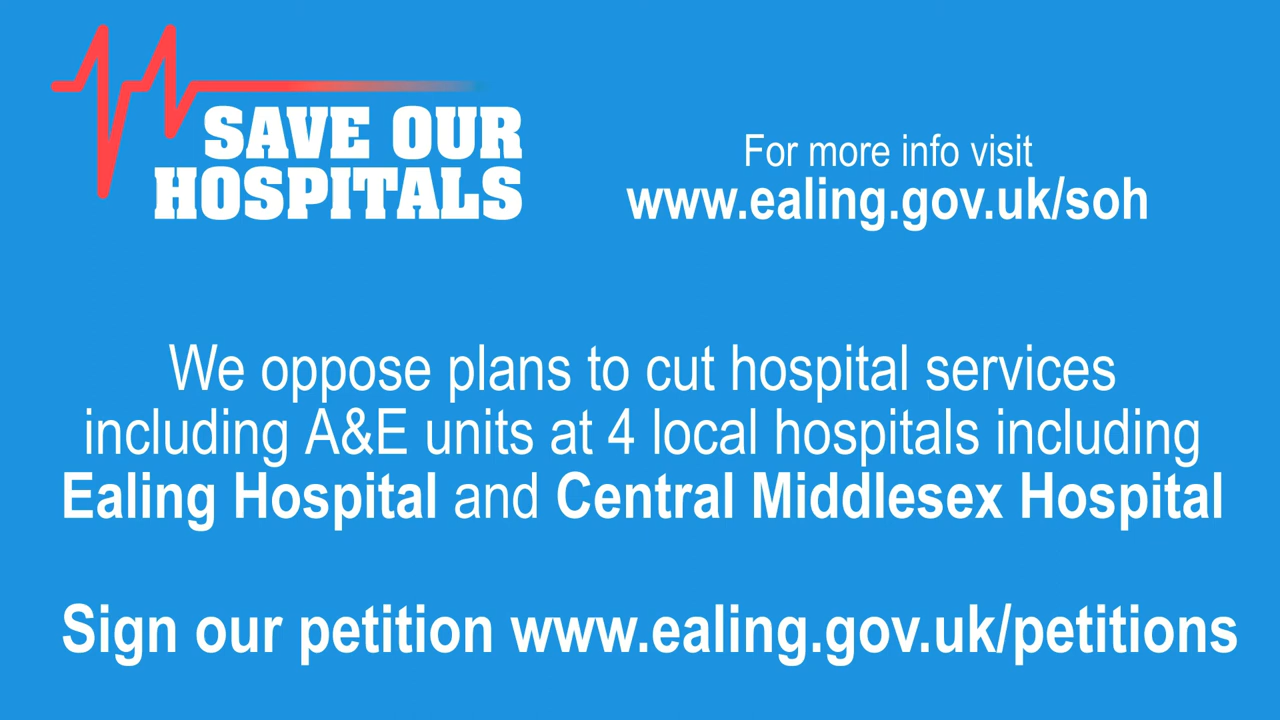 SAVE OUR
HOSPITALS
For more info visit
www.ealing.gov.uk/soh
We oppose plans to cut hospital services
including A&E units at 4 local hospitals including
Ealing Hospital and Central Middlesex Hospital
Sign our petition www.ealing.gov.uk/petitions